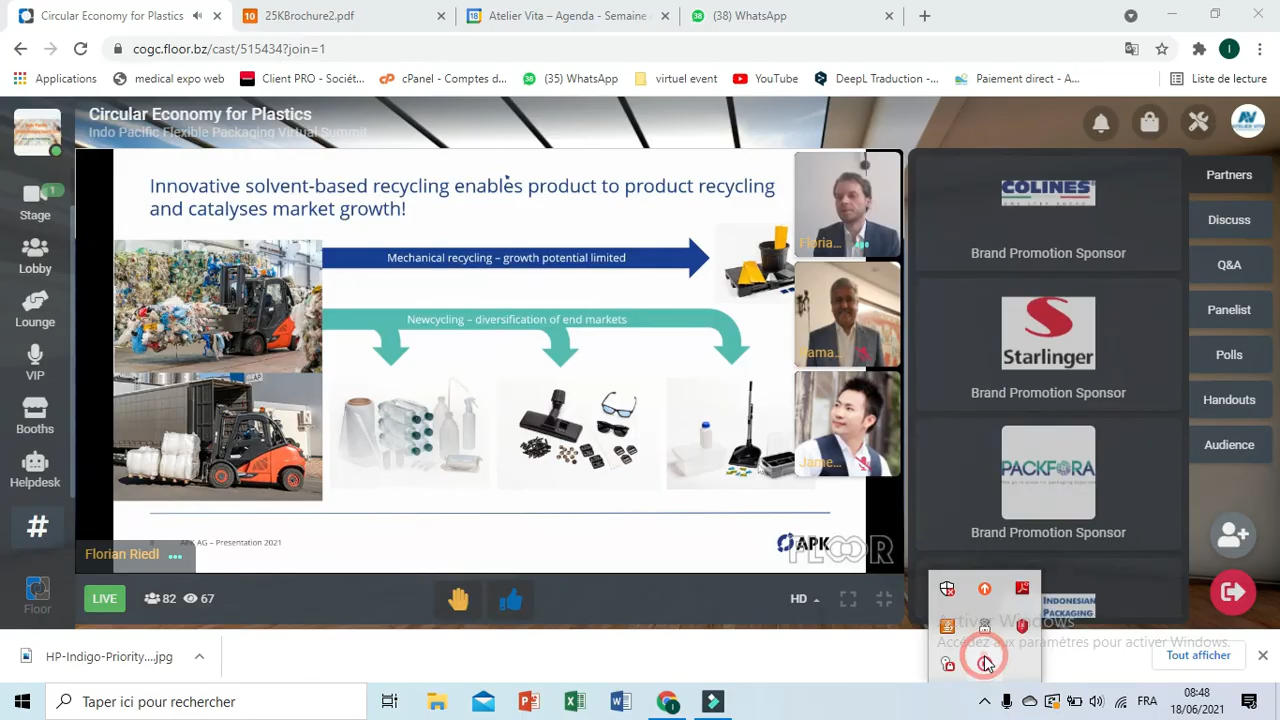 Circular Economy for Plastics
25KBrochure2.pdf
Atelier Vita – Agenda - Semaine
(38) WhatsApp
cogc.floor.bz/cast/515434?join=1
Applications
medical expo web
Client PRO - Sociét...
cPanel - Comptes d...
(35) WhatsApp
virtuel event
YouTube
DeepL Traduction -...
Paiement direct - A...
Liste de lecture
Circular Economy for Plastics
Indo Pacific Flexible Packaging Virtual Summit
Stage
1
Lobby
Lounge
VIP
Booths
Helpdesk
#
Floor
Innovative solvent-based recycling enables product to product recycling
and catalyses market growth!
Mechanical recycling – growth potential limited
Newcycling – diversification of end markets
Floria...
Rama...
Jame...
APK AG – Presentation 2021
APK
FLOOR
Florian Riedl
LIVE
82
67
HD
COLINES
Brand Promotion Sponsor
Starlinger
Brand Promotion Sponsor
PACKFORA
Brand Promotion Sponsor
INDONESIAN
PACKAGING
Partners
Discuss
Q&A
Panelist
Polls
Handouts
Audience
Activer Windows
Accédez aux paramètres pour activer Windows.
HP-Indigo-Priority....jpg
Tout afficher
Taper ici pour rechercher
FRA
08:48
18/06/2021